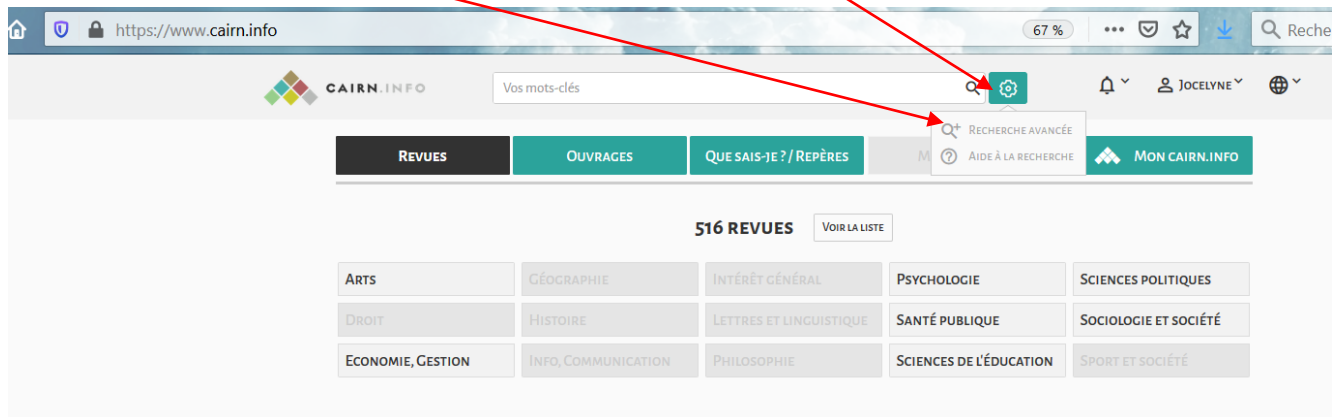 https://www.cairn.info 67 % Reche
CAIRN.INFO Vos mots-clés JOCELYNE
RECHERCHE AVANCÉE
AIDE À LA RECHERCHE
REVUES OUVRAGES QUE SAIS-JE ? / REPÈRES M MON CAIRN.INFO
516 REVUES VOIR LA LISTE
ARTS GÉOGRAPHIE INTÉRÊT GÉNÉRAL PSYCHOLOGIE SCIENCES POLITIQUES
DROIT HISTOIRE LETTRES ET LINGUISTIQUE SANTÉ PUBLIQUE SOCIOLOGIE ET SOCIÉTÉ
ECONOMIE, GESTION INFO, COMMUNICATION PHILOSOPHIE SCIENCES DE L'ÉDUCATION SPORT ET SOCIÉTÉ